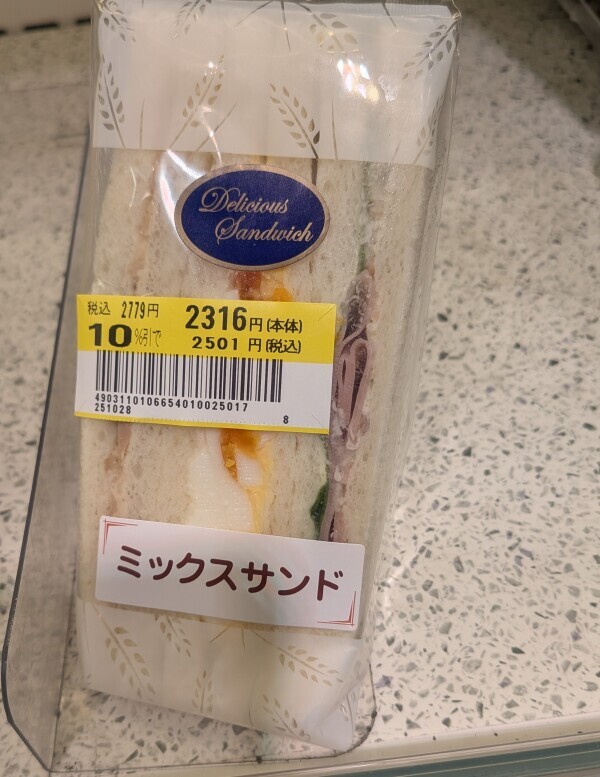 Delicious
Sandwich
税込 2779円
10%引で
2316円(本体)
2501円(税込)
4903110106654010025017
251028
8
ミックスサンド